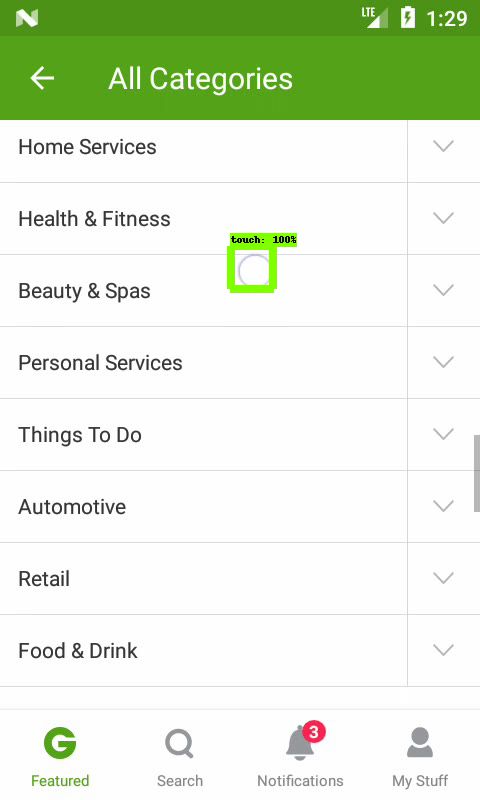 LTE 1:29
All Categories
Home Services
touch: 100%
Health & Fitness
Beauty & Spas
Personal Services
Things To Do
Automotive
Retail
Food & Drink
G 3
Featured Search Notifications My Stuff